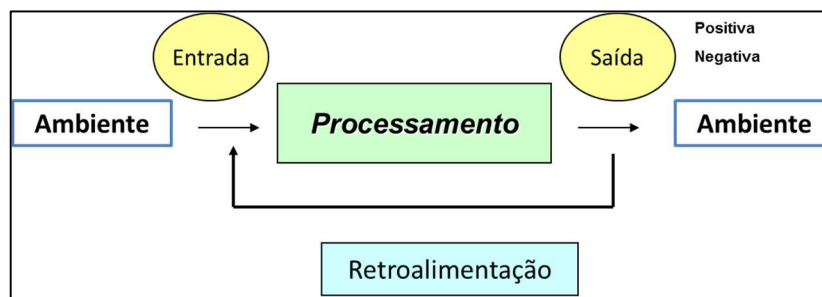 Entrada
Saída
Positiva
Negativa
Ambiente
Processamento
Ambiente
Retroalimentação